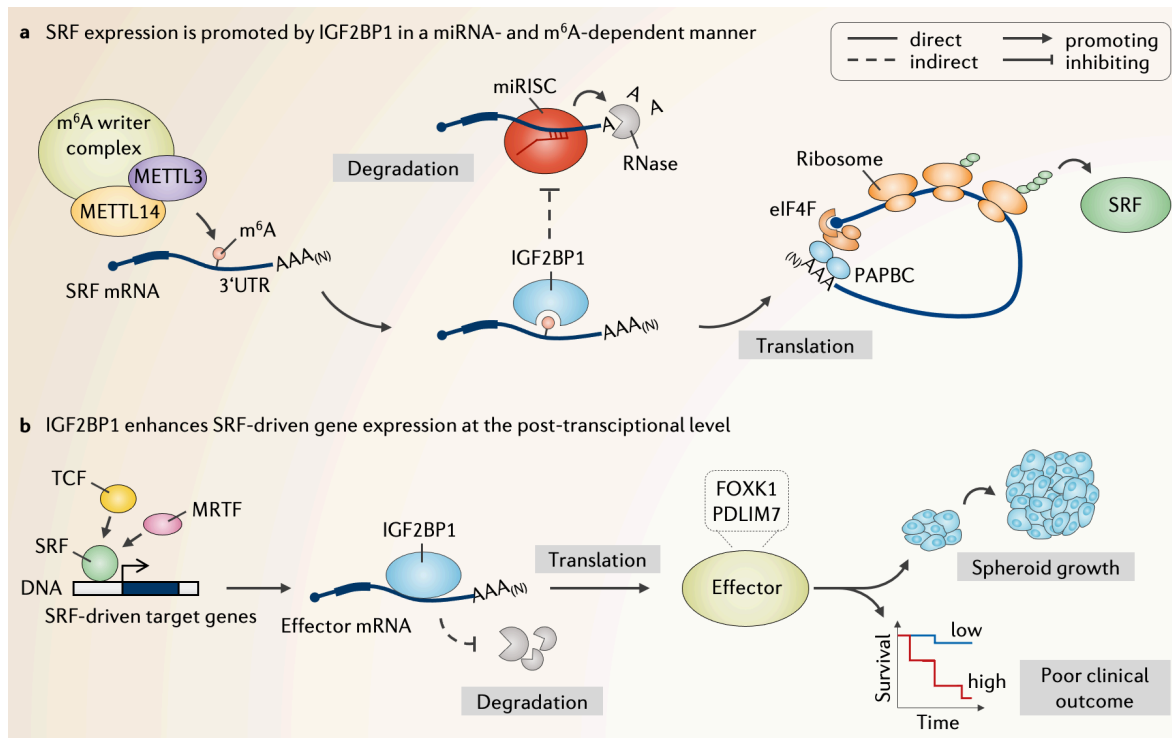 a SRF expression is promoted by IGF2BP1 in a miRNA- and m⁶A-dependent manner
direct
promoting
indirect
inhibiting
m⁶A writer
complex
METTL3
METTL14
m⁶A
AAA(N)
SRF mRNA
3‘UTR
Degradation
miRISC
A
A
A
RNase
IGF2BP1
AAA(N)
Translation
Ribosome
eIF4F
(N)AAA
PAPBC
SRF
b IGF2BP1 enhances SRF-driven gene expression at the post-transciptional level
TCF
MRTF
SRF
DNA
SRF-driven target genes
IGF2BP1
AAA(N)
Effector mRNA
Degradation
Translation
FOXK1
PDLIM7
Effector
Spheroid growth
Survival
low
high
Time
Poor clinical
outcome